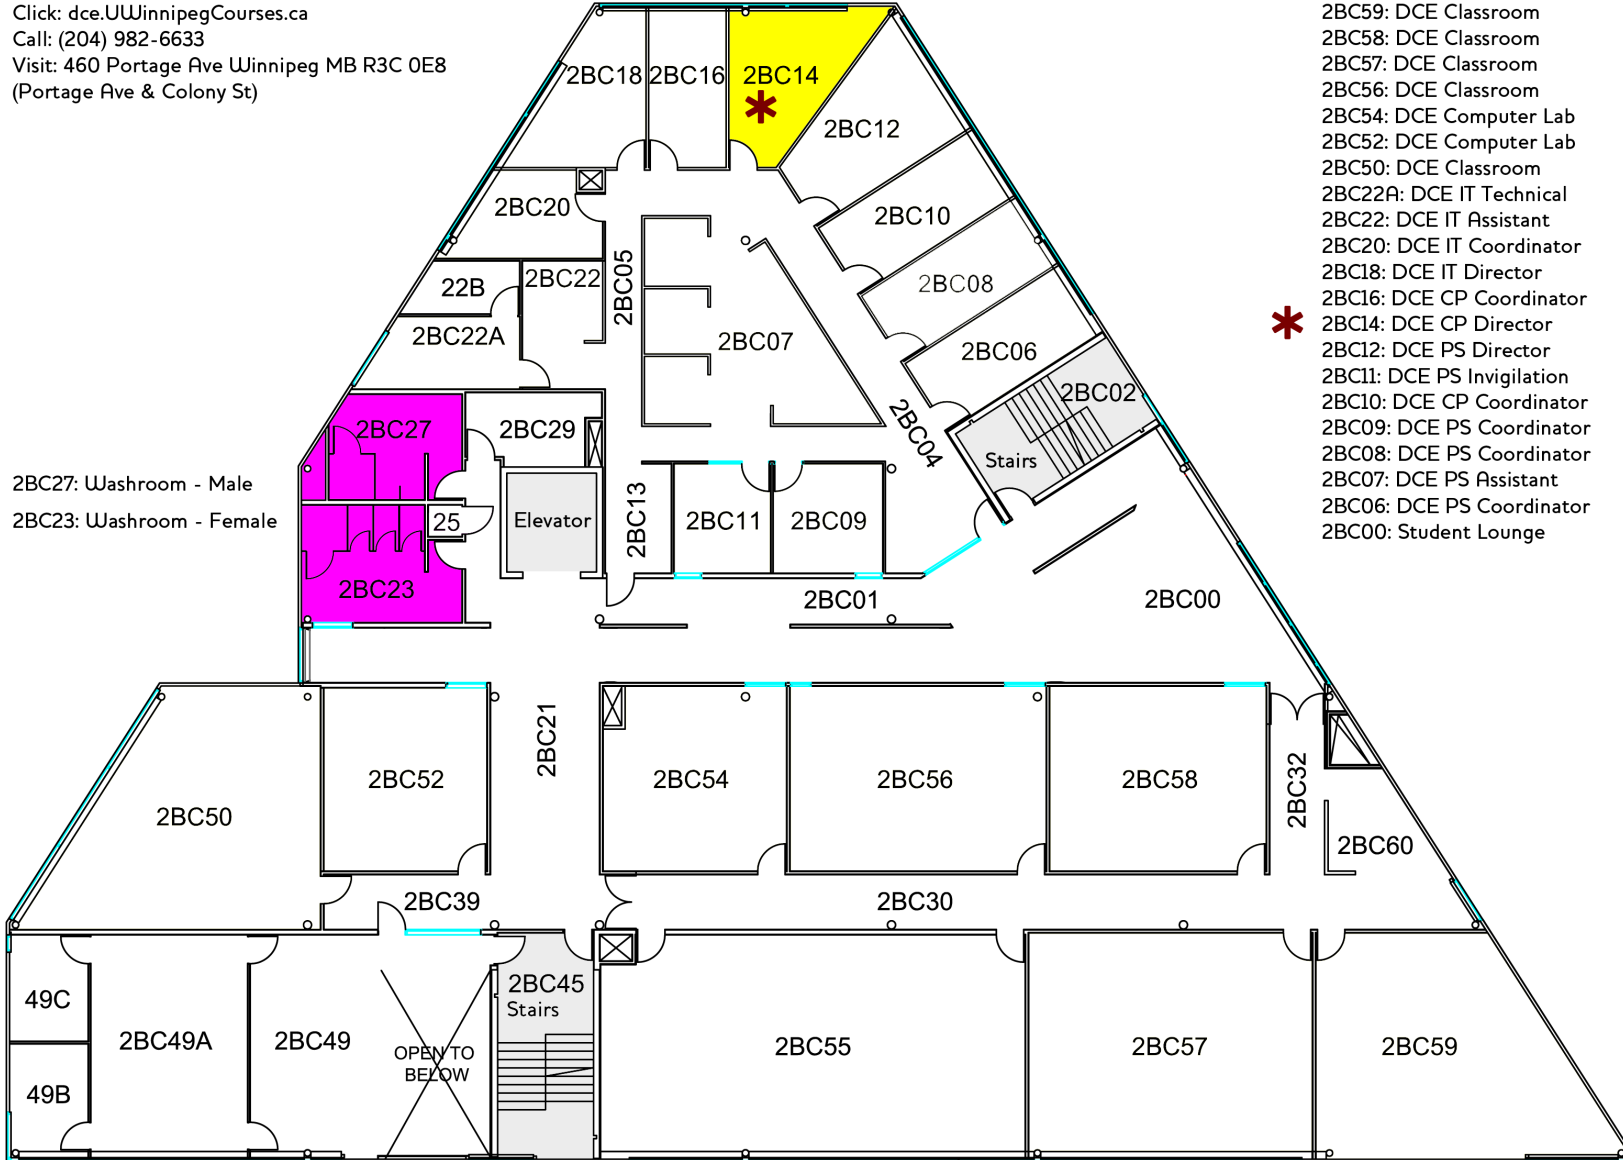 Click: dce.UWinnipegCourses.ca
Call: (204) 982-6633
Visit: 460 Portage Ave Winnipeg MB R3C 0E8
(Portage Ave & Colony St)
2BC59: DCE Classroom
2BC58: DCE Classroom
2BC57: DCE Classroom
2BC56: DCE Classroom
2BC54: DCE Computer Lab
2BC52: DCE Computer Lab
2BC50: DCE Classroom
2BC22A: DCE IT Technical
2BC22: DCE IT Assistant
2BC20: DCE IT Coordinator
2BC18: DCE IT Director
2BC16: DCE CP Coordinator
* 2BC14: DCE CP Director
2BC12: DCE PS Director
2BC11: DCE PS Invigilation
2BC10: DCE CP Coordinator
2BC09: DCE PS Coordinator
2BC08: DCE PS Coordinator
2BC07: DCE PS Assistant
2BC06: DCE PS Coordinator
2BC00: Student Lounge
2BC27: Washroom - Male
2BC23: Washroom - Female
2BC18
2BC16
2BC14
*
2BC12
2BC20
2BC10
2BC05
22B
2BC22
2BC08
2BC22A
2BC07
2BC06
2BC02
2BC27
2BC29
2BC04
Stairs
25
Elevator
2BC13
2BC11
2BC09
2BC23
2BC01
2BC00
2BC21
2BC52
2BC54
2BC56
2BC58
2BC32
2BC50
2BC60
2BC39
2BC30
49C
2BC45
Stairs
2BC49A
2BC49
OPEN TO
BELOW
2BC55
2BC57
2BC59
49B